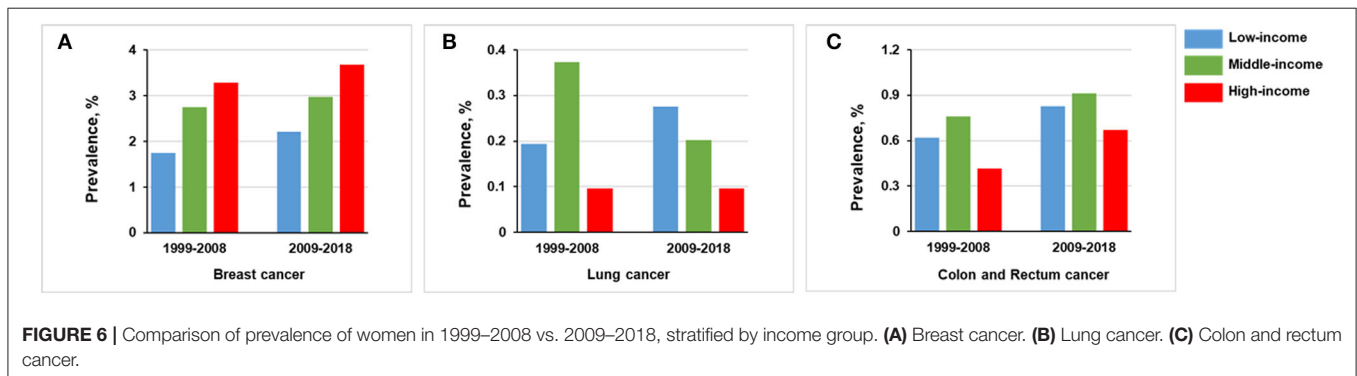 A
Prevalence, %
4
3
2
1
0
1999-2008 2009-2018
Breast cancer
B
Prevalence, %
0.4
0.3
0.2
0.1
0
1999-2008 2009-2018
Lung cancer
C
Prevalence, %
1.2
0.9
0.6
0.3
0
1999-2008 2009-2018
Colon and Rectum cancer
Low-income
Middle-income
High-income
FIGURE 6 | Comparison of prevalence of women in 1999–2008 vs. 2009–2018, stratified by income group. (A) Breast cancer. (B) Lung cancer. (C) Colon and rectum
cancer.